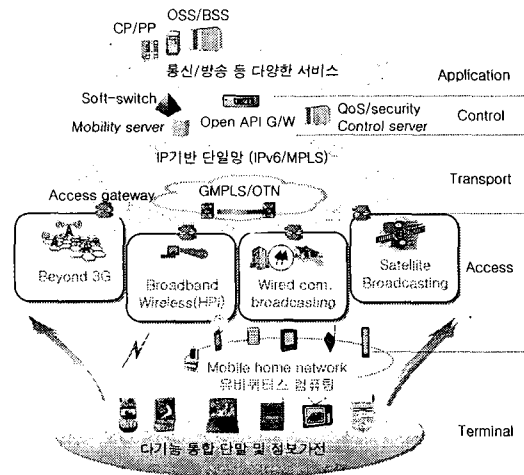 OSS/BSS
CP/PP
통신/방송 등 다양한 서비스
Application
Soft-switch
Open API G/W
QoS/security
Control server
Control
Mobility server
IP기반 단일망 (IPv6/MPLS)
Transport
Access gateway
GMPLS/OTN
Beyond 3G
Broadband
Wireless(HPi)
Wired com.
broadcasting
Satellite
Broadcasting
Access
Mobile home network
유비쿼터스 컴퓨팅
다기능 통합 단말 및 정보가전
Terminal